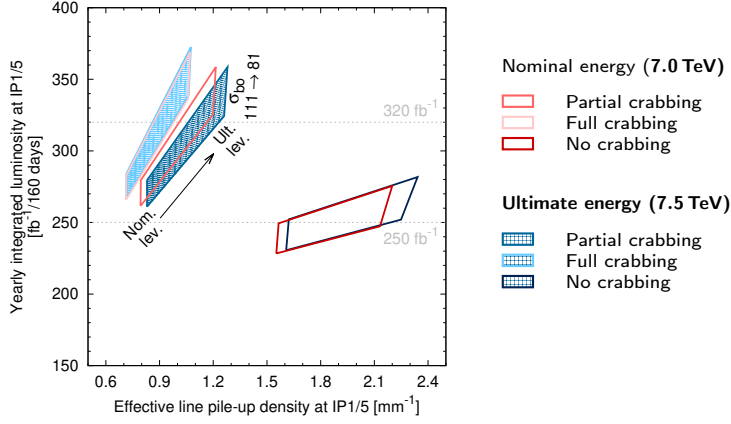 Yearly integrated luminosity at IP1/5
[fb⁻¹/160 days]
400
350
300
250
200
150
0.6 0.9 1.2 1.5 1.8 2.1 2.4
Effective line pile-up density at IP1/5 [mm⁻¹]
σbo
111 → 81
320 fb⁻¹
Ult.
lev.
Nom.
lev.
250 fb⁻¹
Nominal energy (7.0 TeV)
Partial crabbing
Full crabbing
No crabbing
Ultimate energy (7.5 TeV)
Partial crabbing
Full crabbing
No crabbing